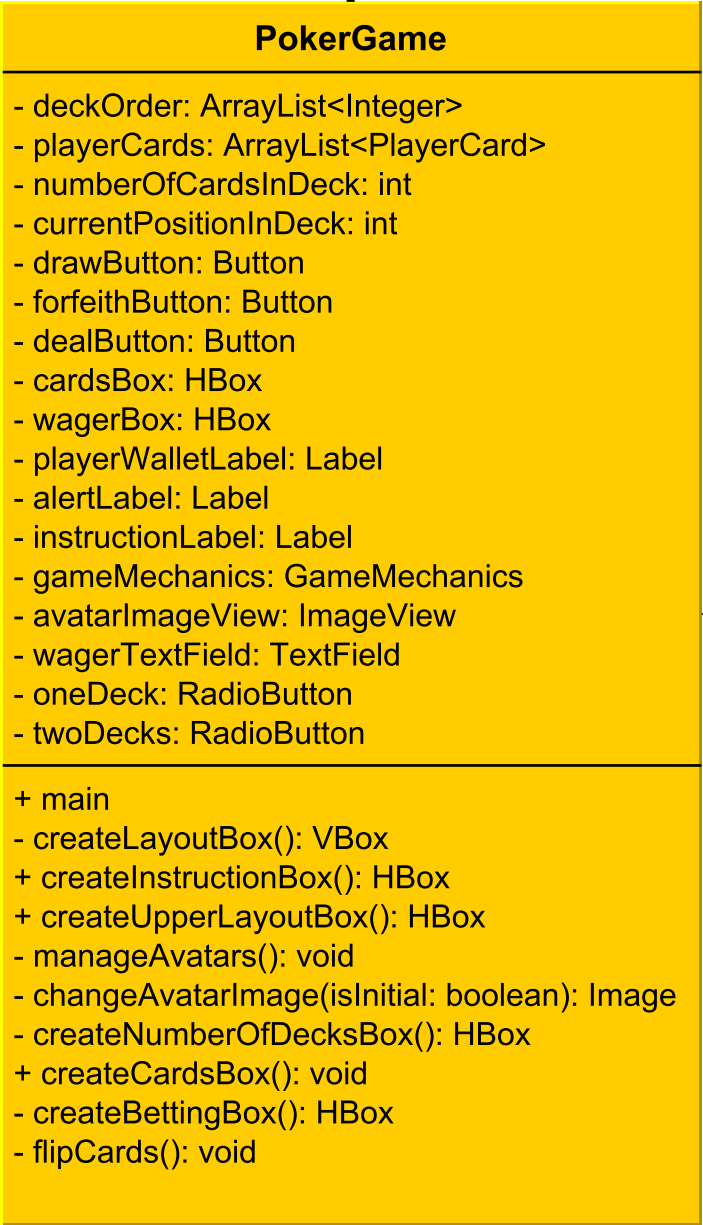 PokerGame
- deckOrder: ArrayList<Integer>
- playerCards: ArrayList<PlayerCard>
- numberOfCardsInDeck: int
- currentPositionInDeck: int
- drawButton: Button
- forfeithButton: Button
- dealButton: Button
- cardsBox: HBox
- wagerBox: HBox
- playerWalletLabel: Label
- alertLabel: Label
- instructionLabel: Label
- gameMechanics: GameMechanics
- avatarImageView: ImageView
- wagerTextField: TextField
- oneDeck: RadioButton
- twoDecks: RadioButton
+ main
- createLayoutBox(): VBox
+ createInstructionBox(): HBox
+ createUpperLayoutBox(): HBox
- manageAvatars(): void
- changeAvatarImage(isInitial: boolean): Image
- createNumberOfDecksBox(): HBox
+ createCardsBox(): void
- createBettingBox(): HBox
- flipCards(): void